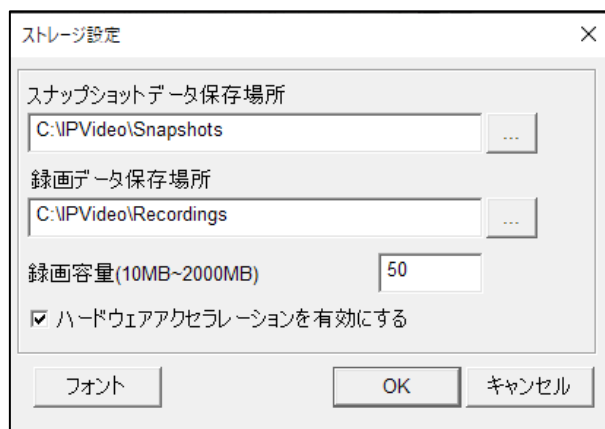 ストレージ設定
スナップショットデータ保存場所
C:\IPVideo\Snapshots
...
録画データ保存場所
C:\IPVideo\Recordings
...
録画容量(10MB~2000MB)
50
ハードウェアアクセラレーションを有効にする
フォント
OK
キャンセル